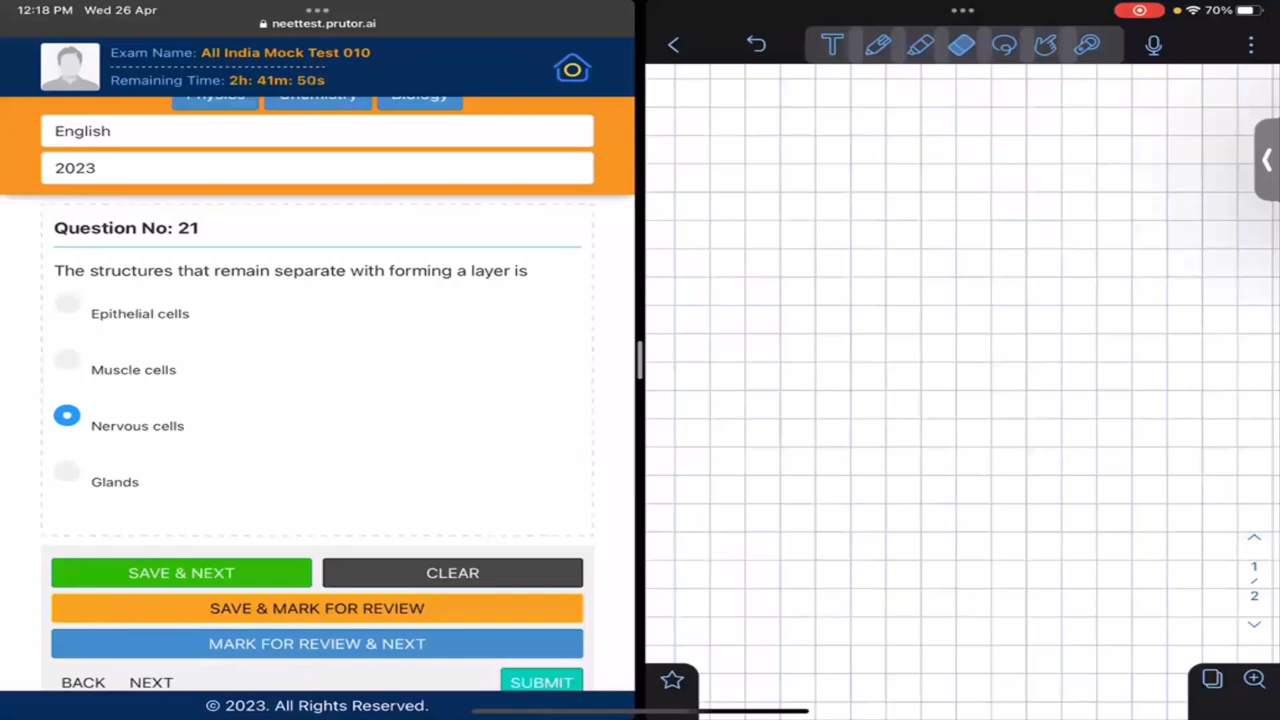 12:18 PM Wed 26 Apr
neettest.prutor.ai
70%
Exam Name: All India Mock Test 010
Remaining Time: 2h: 41m: 50s
Physics Chemistry Biology
English
2023
Question No: 21
The structures that remain separate with forming a layer is
Epithelial cells
Muscle cells
Nervous cells
Glands
SAVE & NEXT CLEAR
SAVE & MARK FOR REVIEW
MARK FOR REVIEW & NEXT
BACK NEXT SUBMIT
© 2023. All Rights Reserved.
T
1
/
2